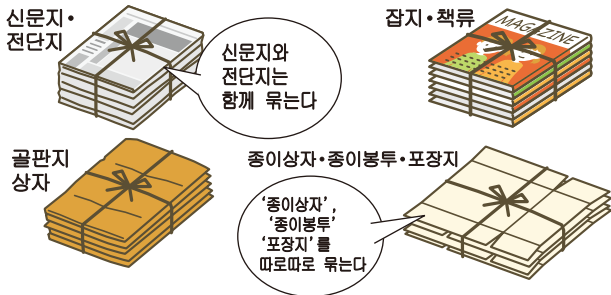 신문지·
전단지
신문지와
전단지는
함께 묶는다
잡지·책류
MAGAZINE
골판지
상자
종이상자·종이봉투·포장지
‘종이상자’,
‘종이봉투’
‘포장지’를
따로따로 묶는다